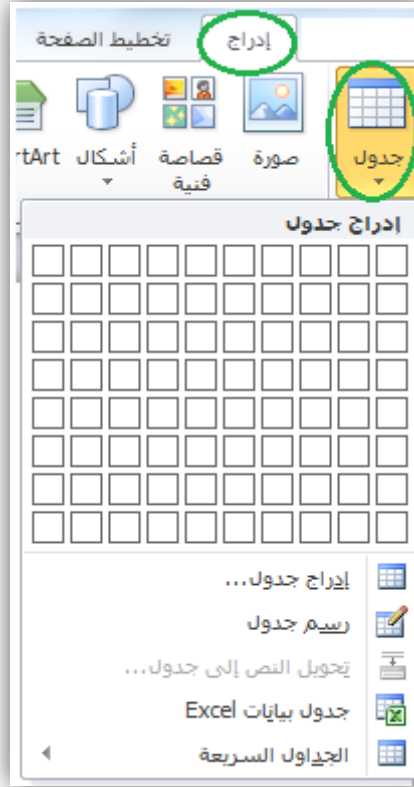 إدراج تخطيط الصفحة
جدول صورة قصاصة فنية أشكال tArt
إدراج جدول
إدراج جدول...
رسم جدول
تحويل النص إلى جدول...
جدول بيانات Excel
الجداول السريعة